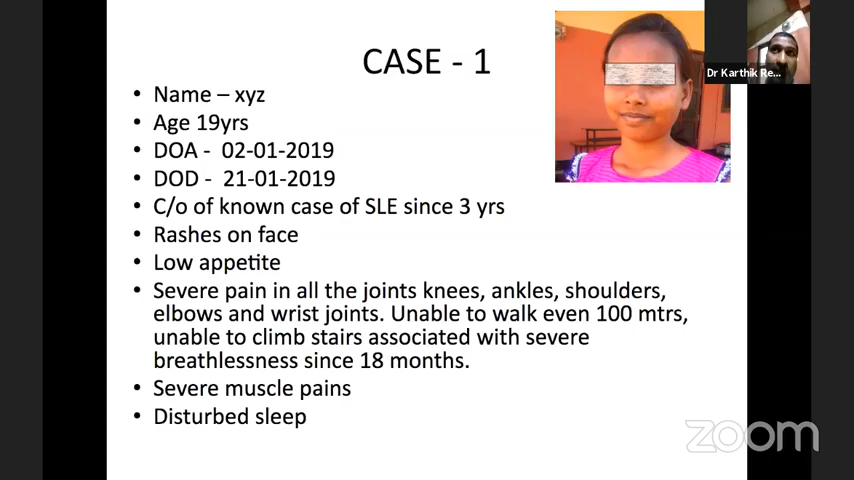 CASE - 1
Dr Karthik Re...
• Name – xyz
• Age 19yrs
• DOA - 02-01-2019
• DOD - 21-01-2019
• C/o of known case of SLE since 3 yrs
• Rashes on face
• Low appetite
• Severe pain in all the joints knees, ankles, shoulders,
elbows and wrist joints. Unable to walk even 100 mtrs,
unable to climb stairs associated with severe
breathlessness since 18 months.
• Severe muscle pains
• Disturbed sleep
zoom